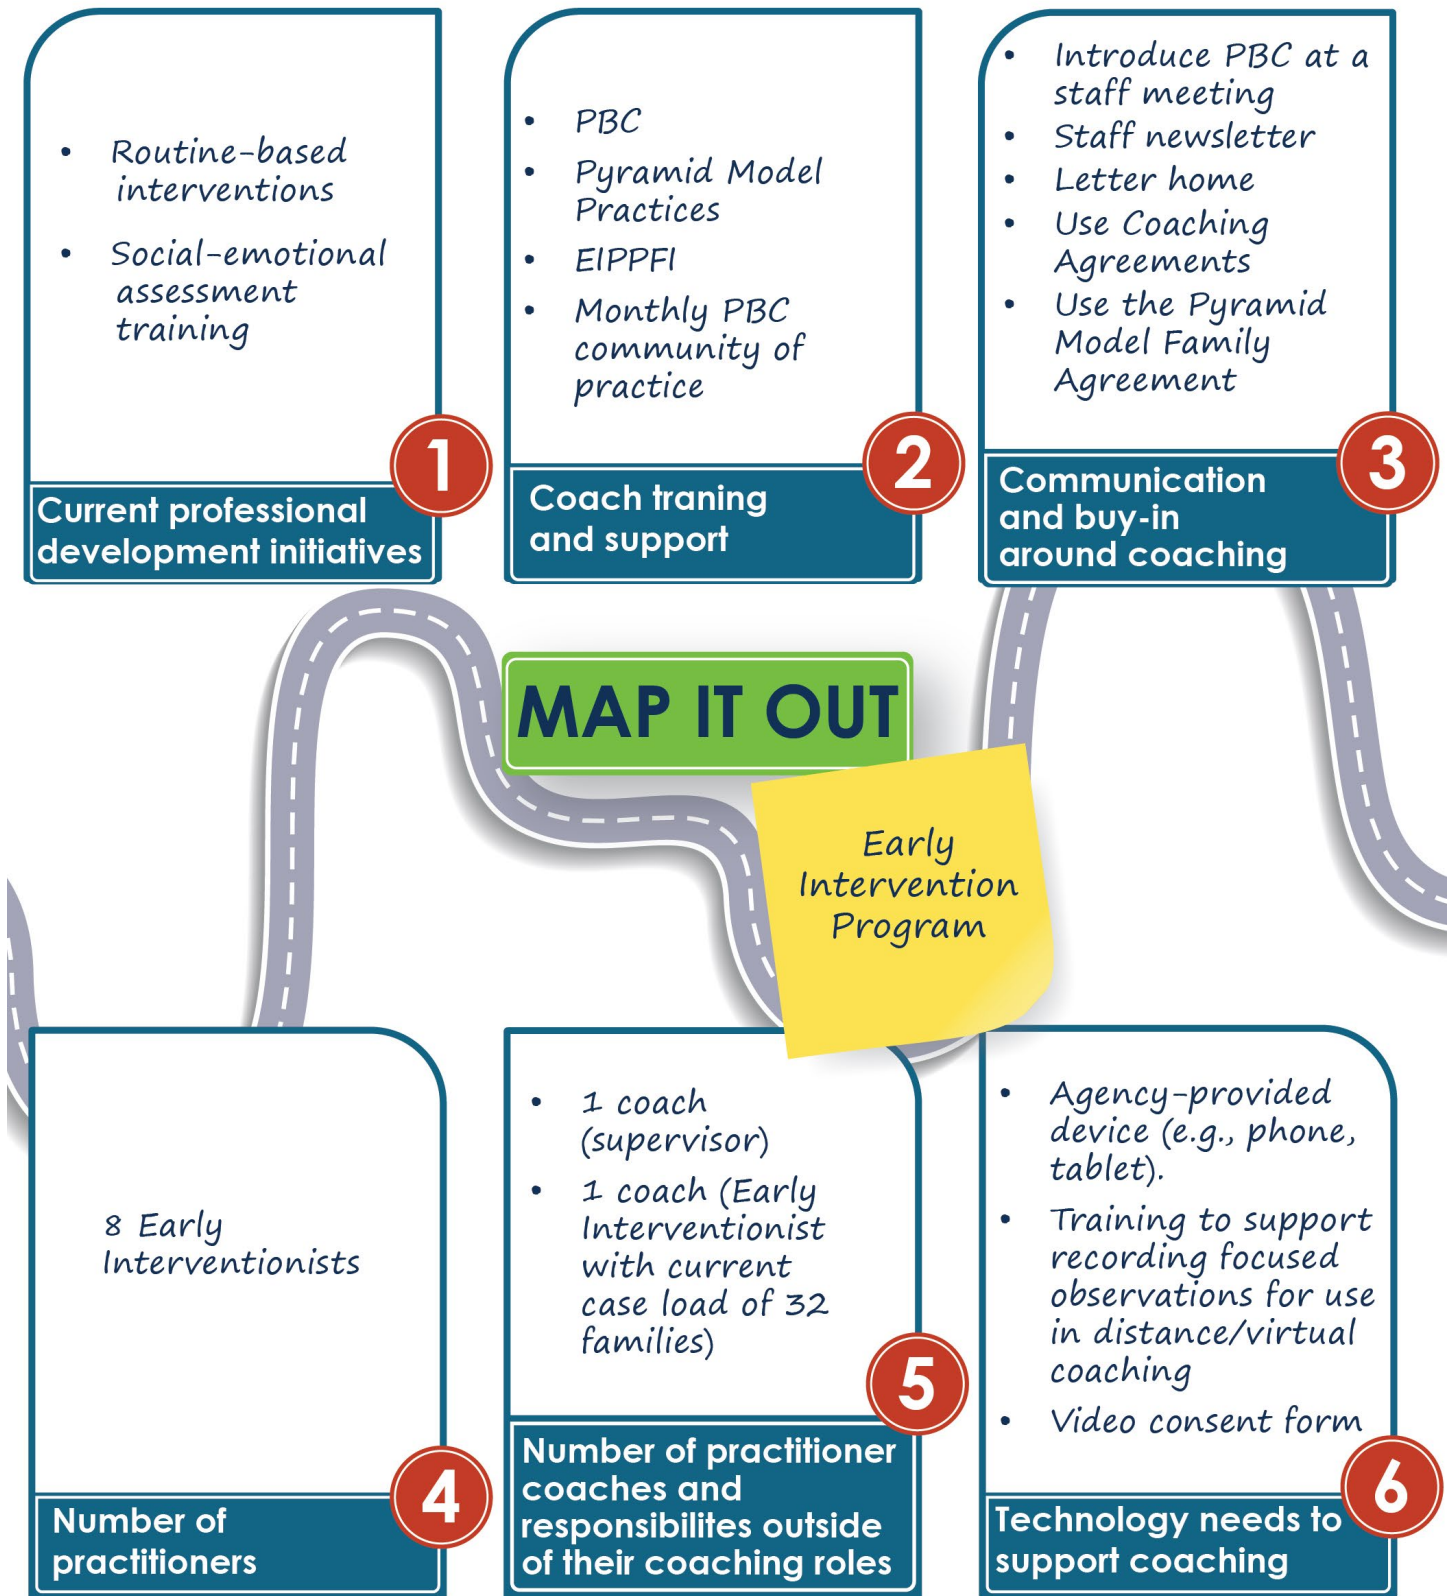 • Routine-based
interventions
• Social-emotional
assessment
training
1
Current professional
development initiatives
• PBC
• Pyramid Model
Practices
• EIPPFI
• Monthly PBC
community of
practice
2
Coach traning
and support
• Introduce PBC at a
staff meeting
• Staff newsletter
• Letter home
• Use Coaching
Agreements
• Use the Pyramid
Model Family
Agreement
3
Communication
and buy-in
around coaching
MAP IT OUT
Early
Intervention
Program
8 Early
Interventionists
4
Number of
practitioners
• 1 coach
(supervisor)
• 1 coach (Early
Interventionist
with current
case load of 32
families)
5
Number of practitioner
coaches and
responsibilites outside
of their coaching roles
• Agency-provided
device (e.g., phone,
tablet).
• Training to support
recording focused
observations for use
in distance/virtual
coaching
• Video consent form
6
Technology needs to
support coaching